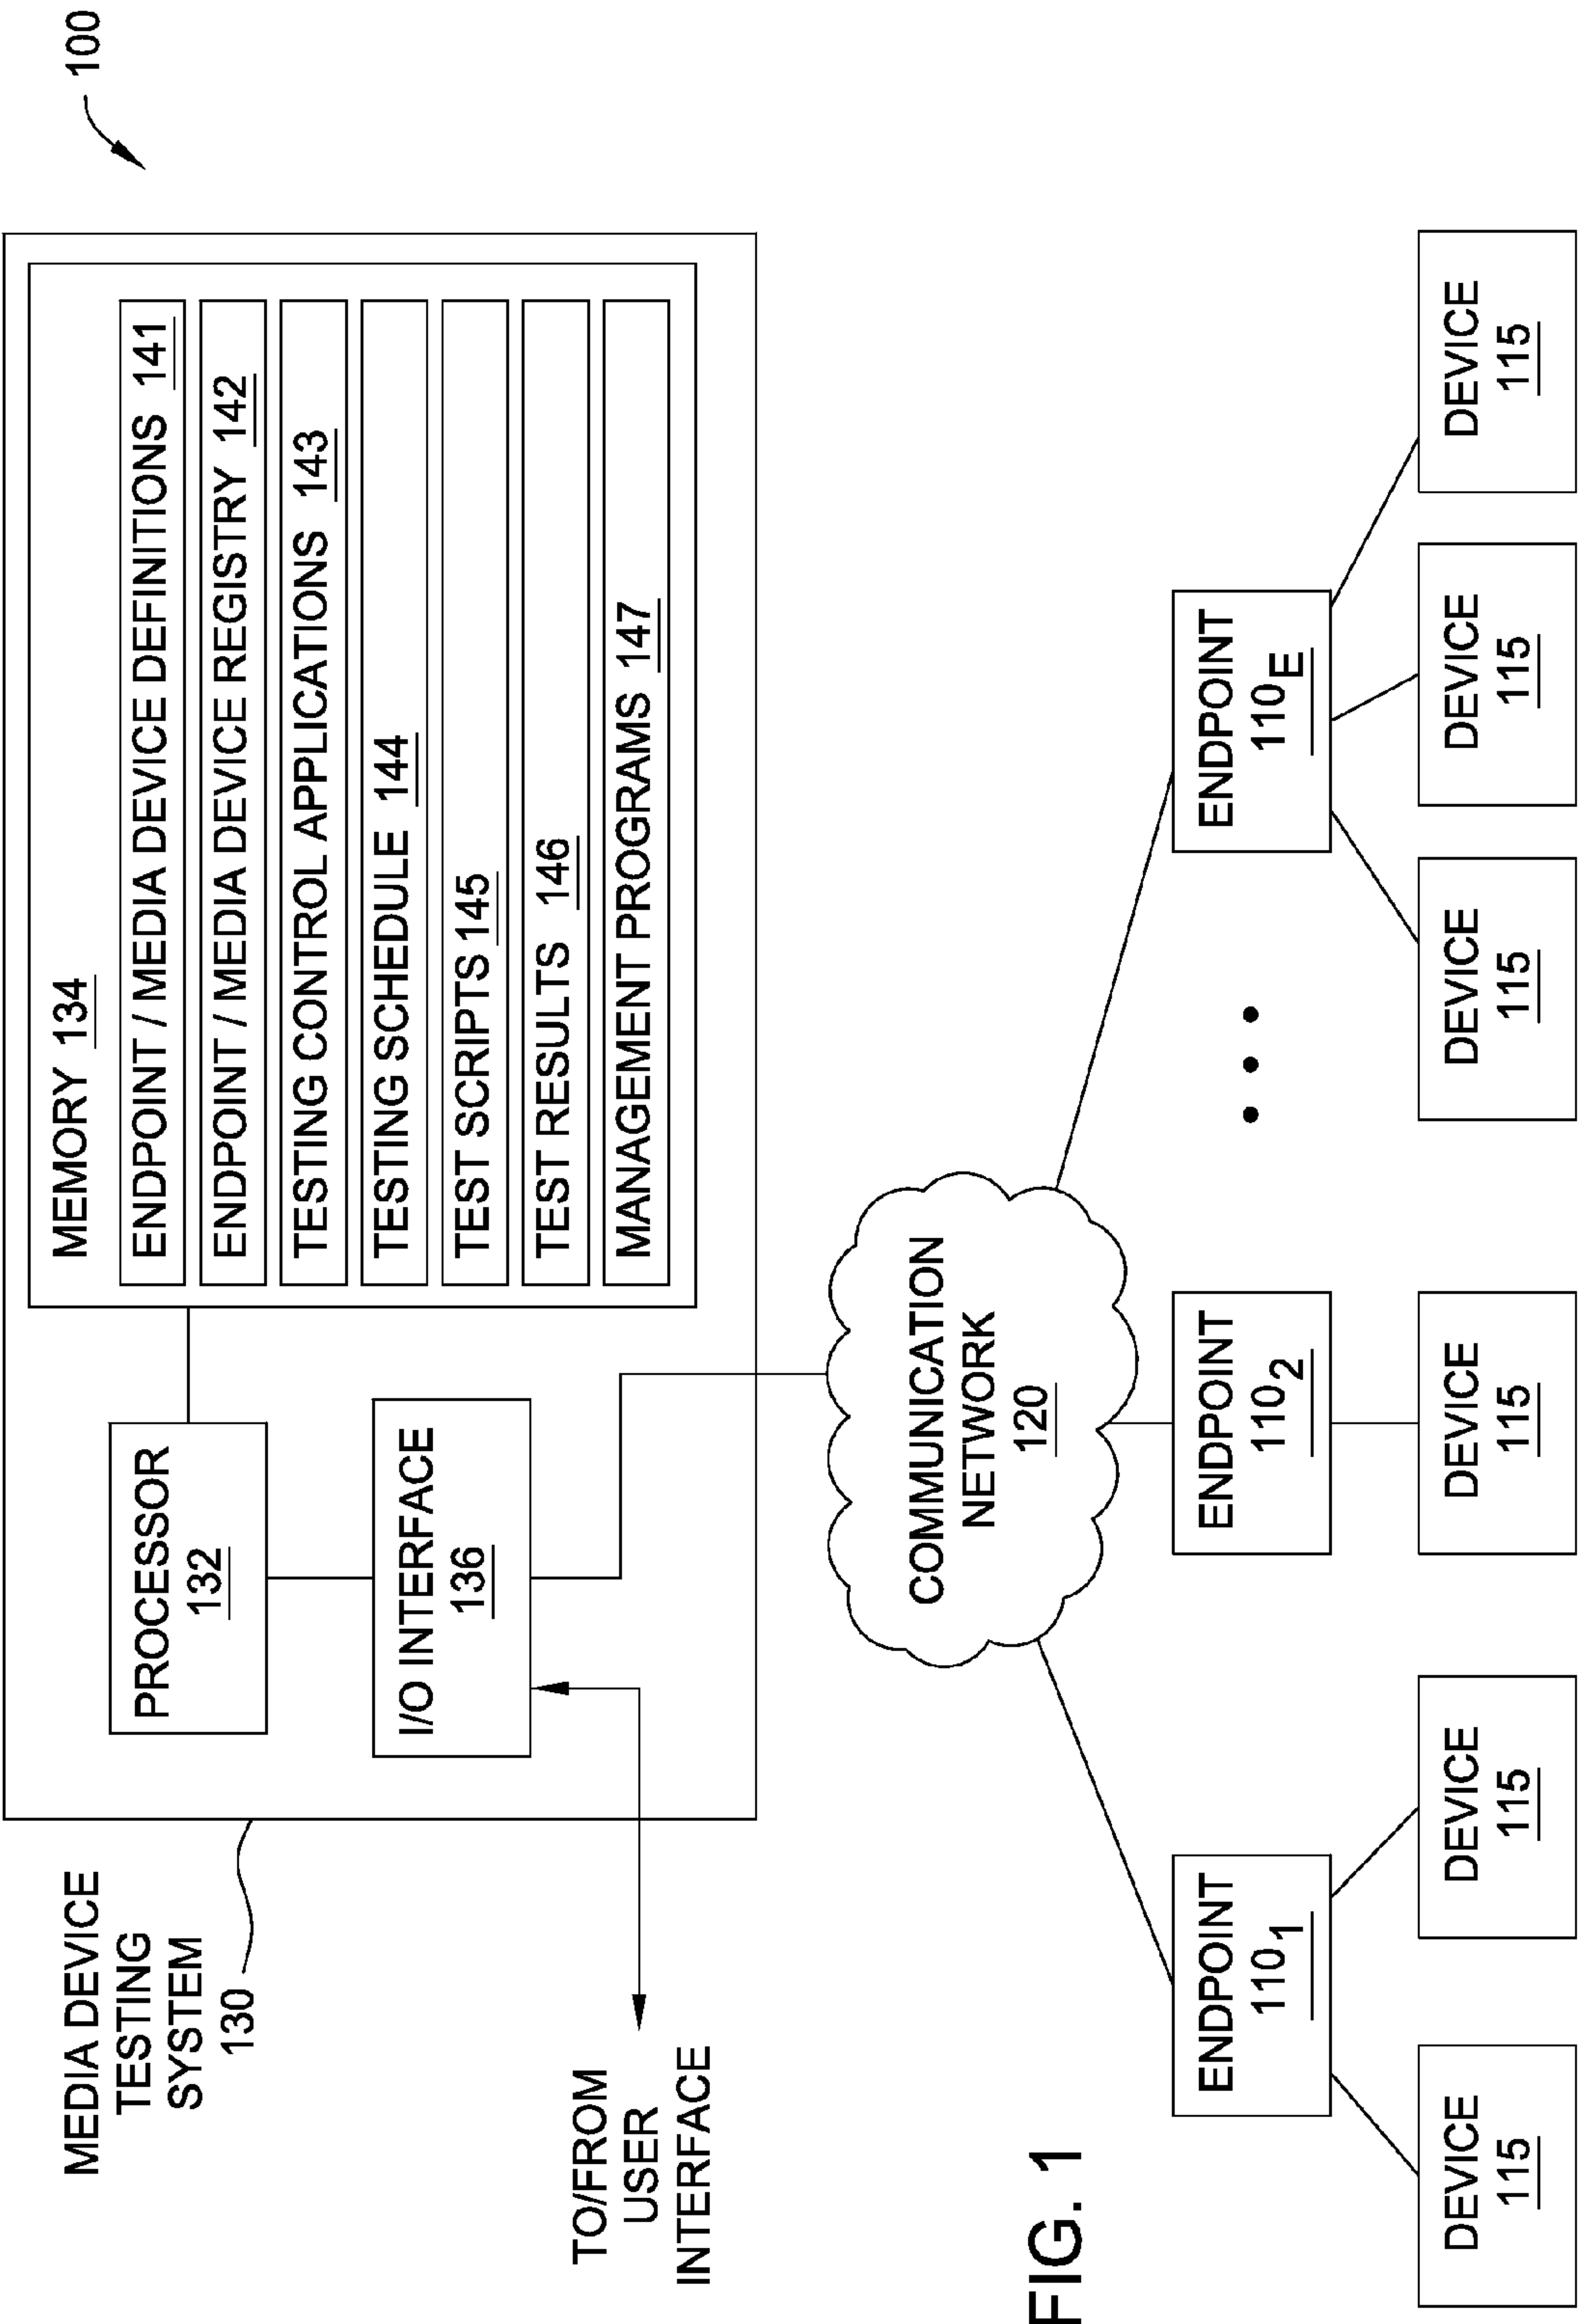 100
MEDIA DEVICE
TESTING
SYSTEM
130
PROCESSOR
132
I/O INTERFACE
136
MEMORY 134
ENDPOINT / MEDIA DEVICE DEFINITIONS 141
ENDPOINT / MEDIA DEVICE REGISTRY 142
TESTING CONTROL APPLICATIONS 143
TESTING SCHEDULE 144
TEST SCRIPTS 145
TEST RESULTS 146
MANAGEMENT PROGRAMS 147
TO/FROM
USER
INTERFACE
COMMUNICATION
NETWORK
120
ENDPOINT
110₁
ENDPOINT
110₂
• • •
ENDPOINT
110E
DEVICE
115
DEVICE
115
DEVICE
115
DEVICE
115
DEVICE
115
DEVICE
115
FIG. 1